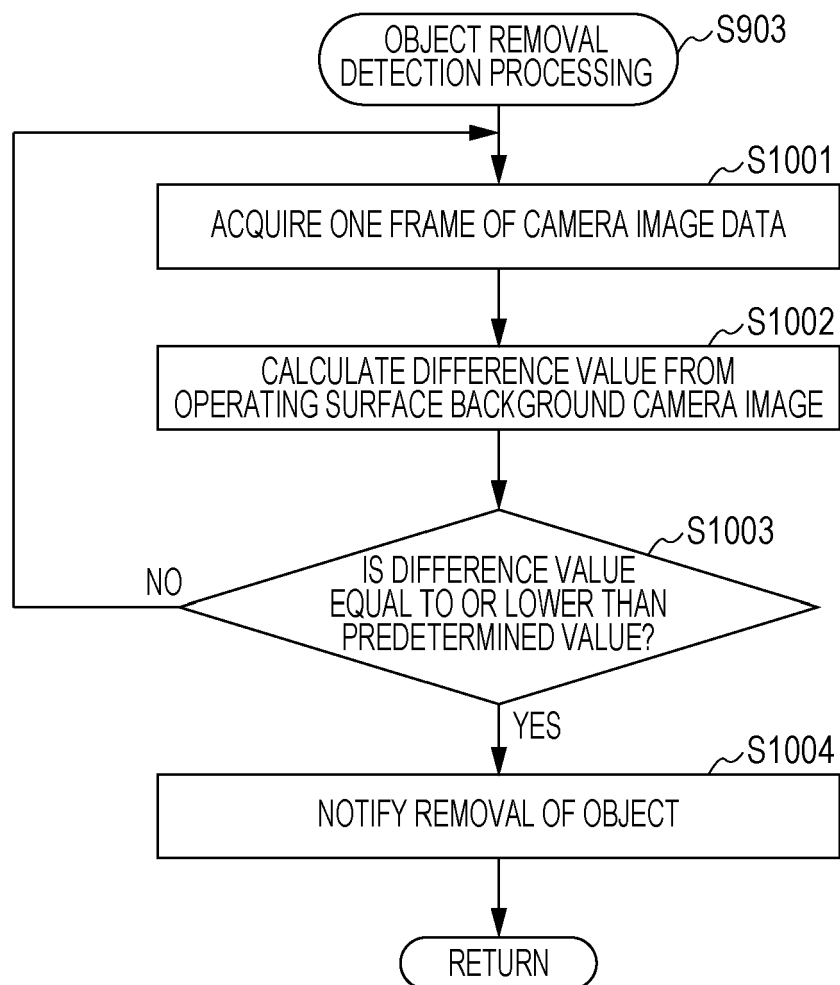 OBJECT REMOVAL
DETECTION PROCESSING
S903
S1001
ACQUIRE ONE FRAME OF CAMERA IMAGE DATA
S1002
CALCULATE DIFFERENCE VALUE FROM
OPERATING SURFACE BACKGROUND CAMERA IMAGE
S1003
IS DIFFERENCE VALUE
EQUAL TO OR LOWER THAN
PREDETERMINED VALUE?
NO
YES
S1004
NOTIFY REMOVAL OF OBJECT
RETURN